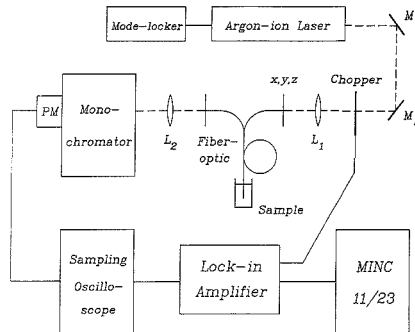 Mode-locker
Argon-ion Laser
M
x,y,z
Chopper
PM
Mono-
chromator
L2
Fiber-
optic
L1
M
Sample
Sampling
Oscillo-
scope
Lock-in
Amplifier
MINC
11/23